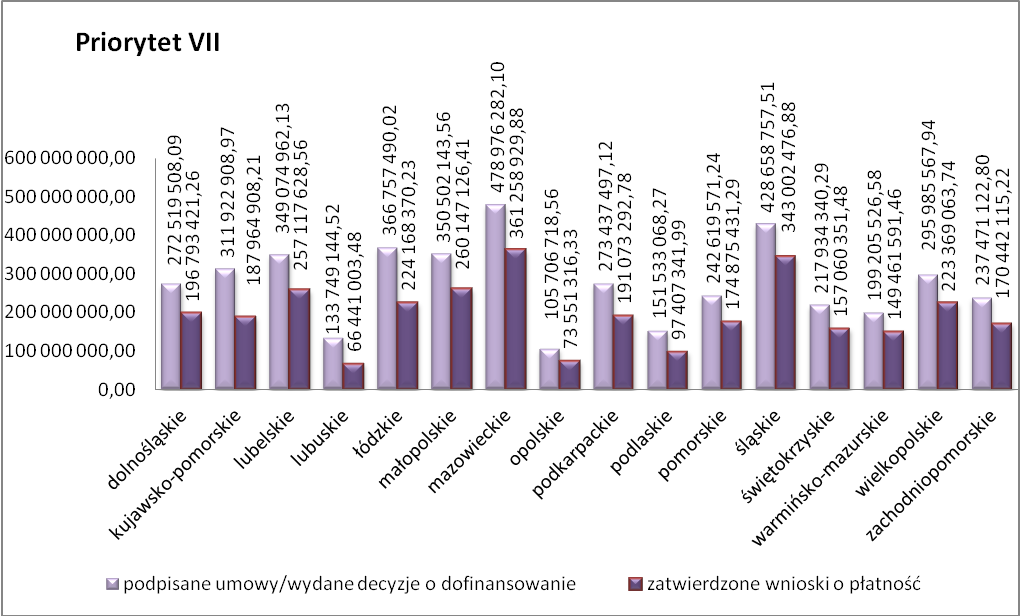 Priorytet VII
600 000 000,00
500 000 000,00
400 000 000,00
300 000 000,00
200 000 000,00
100 000 000,00
0,00
272 519 508,09
196 793 421,26
311 922 908,97
187 964 908,21
349 074 962,13
257 117 628,56
133 749 144,52
66 441 003,48
366 757 490,02
224 168 370,23
350 502 143,56
260 147 126,41
478 976 282,10
361 258 929,88
105 706 718,56
73 551 316,33
273 437 497,12
191 073 292,78
151 533 068,27
97 407 341,99
242 619 571,24
174 875 431,29
428 658 757,51
343 002 476,88
217 934 340,29
157 060 351,48
199 205 526,58
149 461 591,46
295 985 567,94
223 369 063,74
237 471 122,80
170 442 115,22
dolnośląskie
kujawsko-pomorskie
lubelskie
lubuskie
łódzkie
małopolskie
mazowieckie
opolskie
podkarpackie
podlaskie
pomorskie
śląskie
świętokrzyskie
warmińsko-mazurskie
wielkopolskie
zachodniopomorskie
podpisane umowy/wydane decyzje o dofinansowanie
zatwierdzone wnioski o płatność